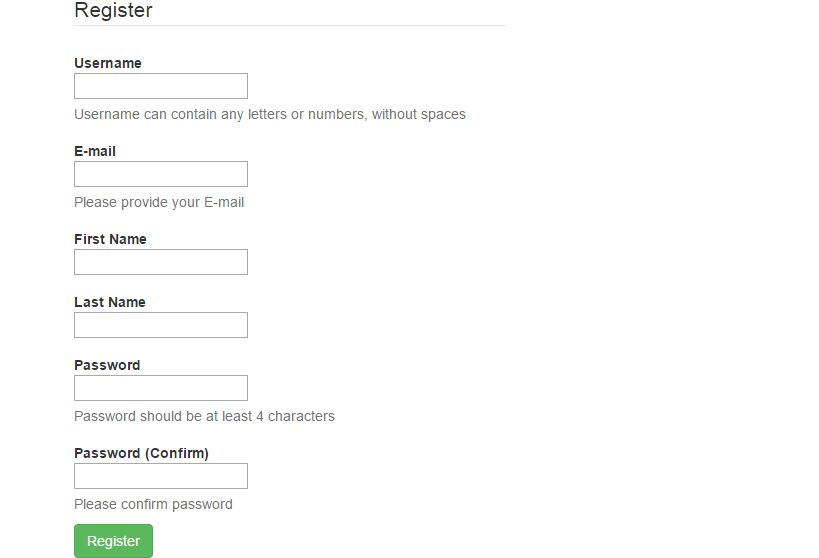 Register
Username
Username can contain any letters or numbers, without spaces
E-mail
Please provide your E-mail
First Name
Last Name
Password
Password should be at least 4 characters
Password (Confirm)
Please confirm password
Register